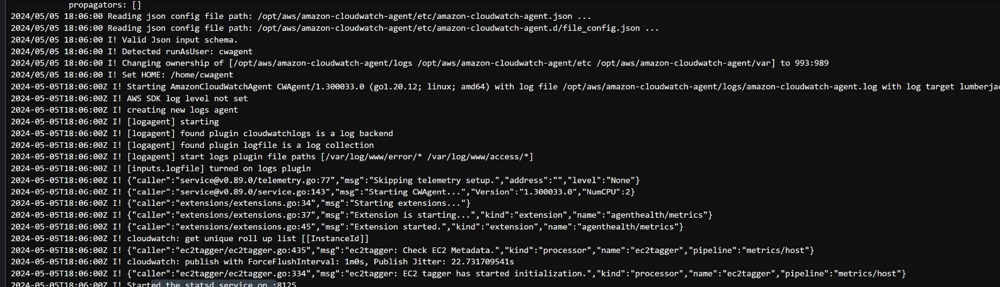 propagators: []
2024/05/05 18:06:00 Reading json config file path: /opt/aws/amazon-cloudwatch-agent/etc/amazon-cloudwatch-agent.json ...
2024/05/05 18:06:00 Reading json config file path: /opt/aws/amazon-cloudwatch-agent/etc/amazon-cloudwatch-agent.d/file_config.json ...
2024/05/05 18:06:00 I! Valid Json input schema.
2024/05/05 18:06:00 I! Detected runAsUser: cwagent
2024/05/05 18:06:00 I! Changing ownership of [/opt/aws/amazon-cloudwatch-agent/logs /opt/aws/amazon-cloudwatch-agent/etc /opt/aws/amazon-cloudwatch-agent/var] to 993:989
2024/05/05 18:06:00 I! Set HOME: /home/cwagent
2024-05-05T18:06:00Z I! Starting AmazonCloudWatchAgent CWAgent/1.300033.0 (go1.20.12; linux; amd64) with log file /opt/aws/amazon-cloudwatch-agent/logs/amazon-cloudwatch-agent.log with log target lumberjac
2024-05-05T18:06:00Z I! AWS SDK log level not set
2024-05-05T18:06:00Z I! creating new logs agent
2024-05-05T18:06:00Z I! [logagent] starting
2024-05-05T18:06:00Z I! [logagent] found plugin cloudwatchlogs is a log backend
2024-05-05T18:06:00Z I! [logagent] found plugin logfile is a log collection
2024-05-05T18:06:00Z I! [logagent] start logs plugin file paths [/var/log/www/error/* /var/log/www/access/*]
2024-05-05T18:06:00Z I! [inputs.logfile] turned on logs plugin
2024-05-05T18:06:00Z I! {"caller":"service@v0.89.0/telemetry.go:77","msg":"Skipping telemetry setup.","address":"","level":"None"}
2024-05-05T18:06:00Z I! {"caller":"service@v0.89.0/service.go:143","msg":"Starting CWAgent...","Version":"1.300033.0","NumCPU":2}
2024-05-05T18:06:00Z I! {"caller":"extensions/extensions.go:34","msg":"Starting extensions..."}
2024-05-05T18:06:00Z I! {"caller":"extensions/extensions.go:37","msg":"Extension is starting...","kind":"extension","name":"agenthealth/metrics"}
2024-05-05T18:06:00Z I! {"caller":"extensions/extensions.go:45","msg":"Extension started.","kind":"extension","name":"agenthealth/metrics"}
2024-05-05T18:06:00Z I! cloudwatch: get unique roll up list [[InstanceId]]
2024-05-05T18:06:00Z I! {"caller":"ec2tagger/ec2tagger.go:435","msg":"ec2tagger: Check EC2 Metadata.","kind":"processor","name":"ec2tagger","pipeline":"metrics/host"}
2024-05-05T18:06:00Z I! cloudwatch: publish with ForceFlushInterval: 1m0s, Publish Jitter: 22.731709541s
2024-05-05T18:06:00Z I! {"caller":"ec2tagger/ec2tagger.go:334","msg":"ec2tagger: EC2 tagger has started initialization.","kind":"processor","name":"ec2tagger","pipeline":"metrics/host"}
2024-05-05T18:06:00Z I! Started the statsd service on :8125